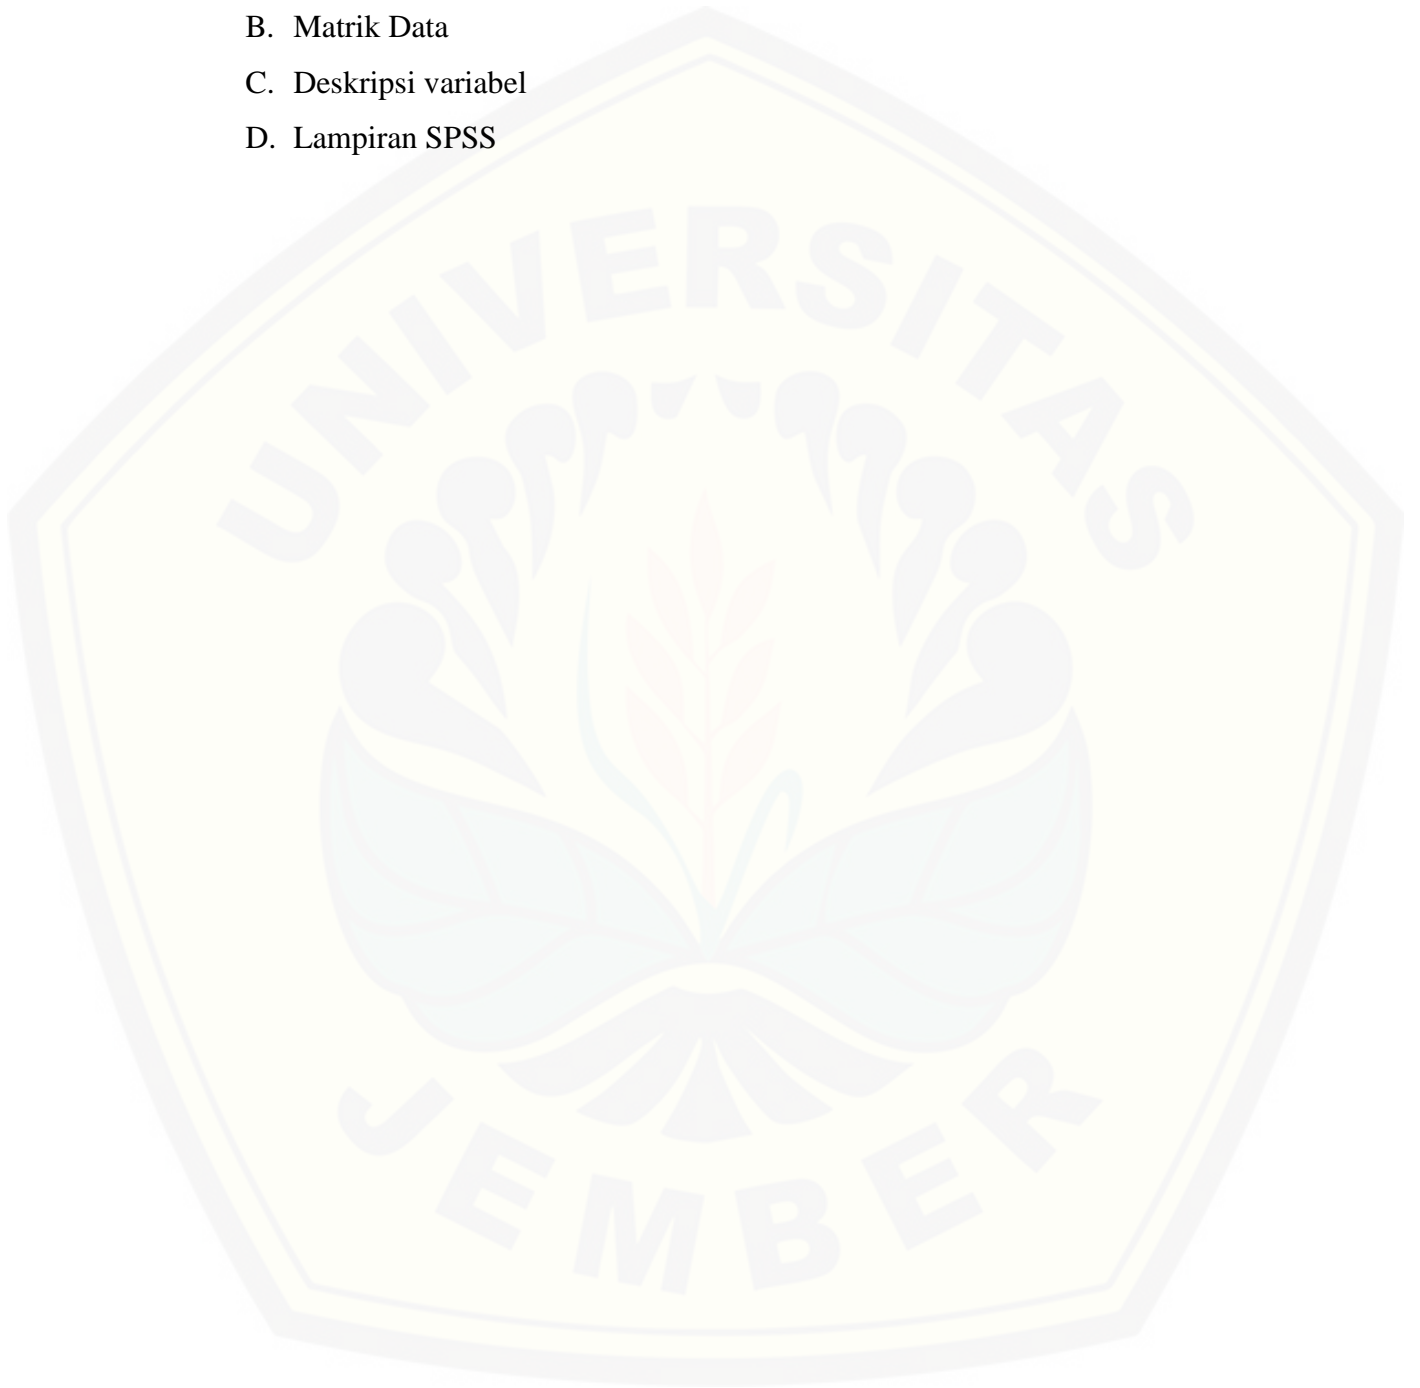 B. Matrik Data
C. Deskripsi variabel
D. Lampiran SPSS
UNIVERSITAS
JEMBER